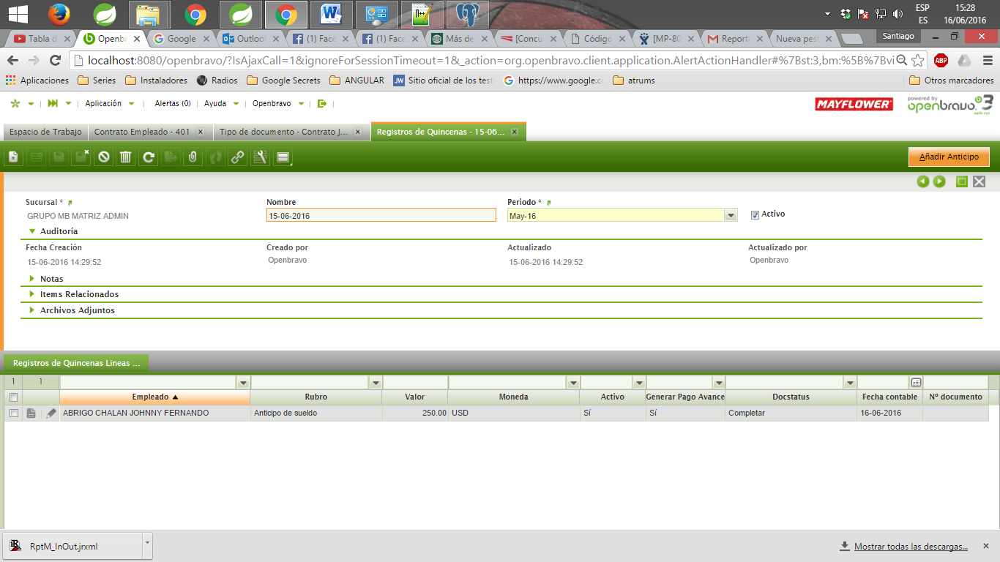 ESP
ES
15:28
16/06/2016
Tabla d
Openbr
Google
Outlool
(1) Face
(1) Face
Más de
[Concu
Código
[MP-80
Report
Nueva pest
Santiago
localhost:8080/openbravo/?IsAjaxCall=1&ignoreForSessionTimeout=1&_action=org.openbravo.client.application.AlertActionHandler#%7Bst:3,bm:%5B%7Bvi
ABP
Aplicaciones Series Instaladores Radios Google Secrets ANGULAR JW Sitio oficial de los test https://www.google.c atrums Otros marcadores
Aplicación Alertas (0) Ayuda Openbravo
MAYFLOWER
powered by
openbravo 3
agile erp
Espacio de Trabajo Contrato Empleado - 401 Tipo de documento - Contrato J... Registros de Quincenas - 15-06...
Añadir Anticipo
Sucursal * Nombre Periodo *
GRUPO MB MATRIZ ADMIN 15-06-2016 May-16 Activo
Auditoría
Fecha Creación Creado por Actualizado Actualizado por
15-06-2016 14:29:52 Openbravo 15-06-2016 14:29:52 Openbravo
Notas
Items Relacionados
Archivos Adjuntos
Registros de Quincenas Lineas ...
1 1
Empleado Rubro Valor Moneda Activo Generar Pago Avance Docstatus Fecha contable Nº documento
ABRIGO CHALAN JOHNNY FERNANDO Anticipo de sueldo 250.00 USD Sí Sí Completar 16-06-2016
iR RptM_InOut.jrxml Mostrar todas las descargas...